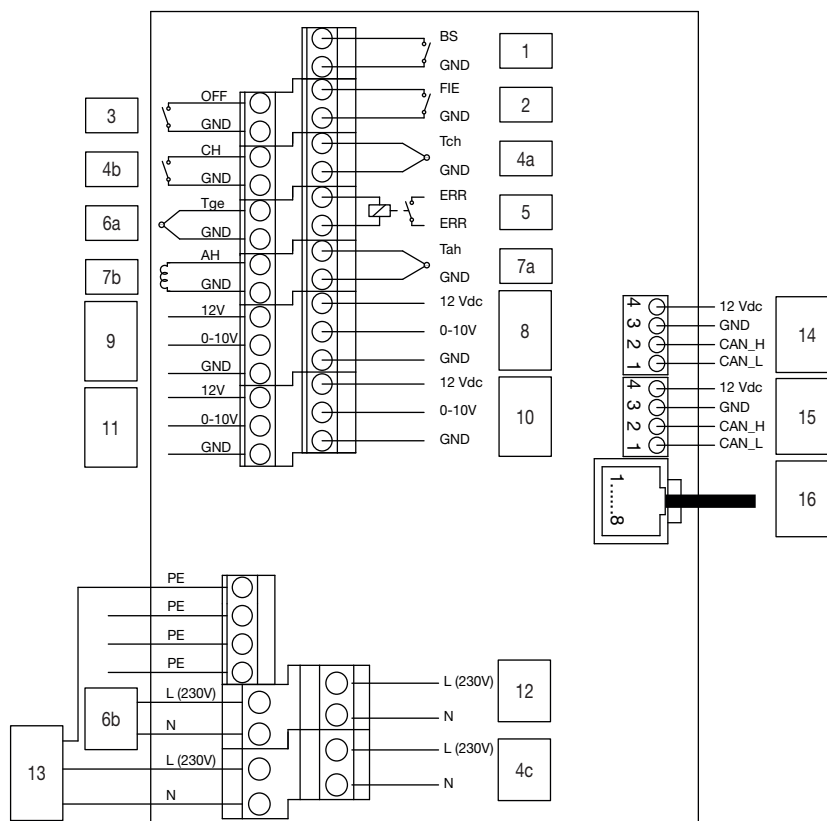 BS
GND
1
FIE
GND
2
OFF
GND
3
Tch
GND
4a
CH
GND
4b
ERR
ERR
5
Tge
GND
6a
Tah
GND
7a
AH
GND
7b
12 Vdc
0-10V
GND
8
12V
0-10V
GND
9
12 Vdc
0-10V
GND
10
12V
0-10V
GND
11
4 12 Vdc
3 GND
2 CAN_H
1 CAN_L
14
4 12 Vdc
3 GND
2 CAN_H
1 CAN_L
15
1......8
16
PE
PE
PE
PE
L (230V)
N
6b
L (230V)
N
13
L (230V)
N
12
L (230V)
N
4c